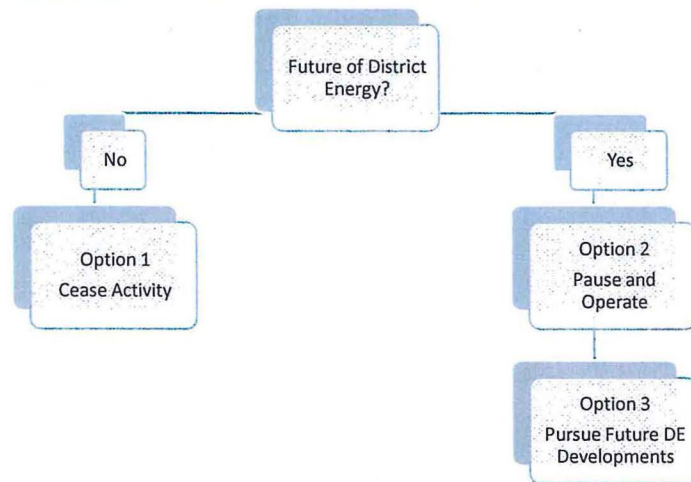 Future of District
Energy?
No
Yes
Option 1
Cease Activity
Option 2
Pause and
Operate
Option 3
Pursue Future DE
Developments